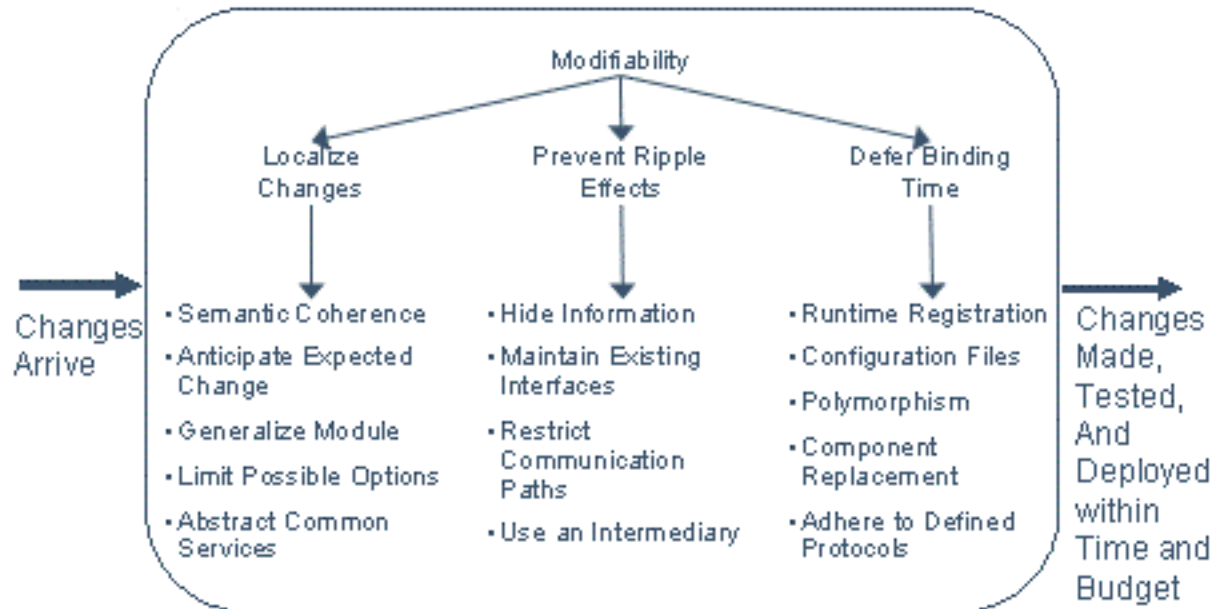 Modifiability
Localize
Changes
Prevent Ripple
Effects
Defer Binding
Time
Changes
Arrive
• Semantic Coherence
• Anticipate Expected
Change
• Generalize Module
• Limit Possible Options
• Abstract Common
Services
• Hide Information
• Maintain Existing
Interfaces
• Restrict
Communication
Paths
• Use an Intermediary
• Runtime Registration
• Configuration Files
• Polymorphism
• Component
Replacement
• Adhere to Defined
Protocols
Changes
Made,
Tested,
And
Deployed
within
Time and
Budget